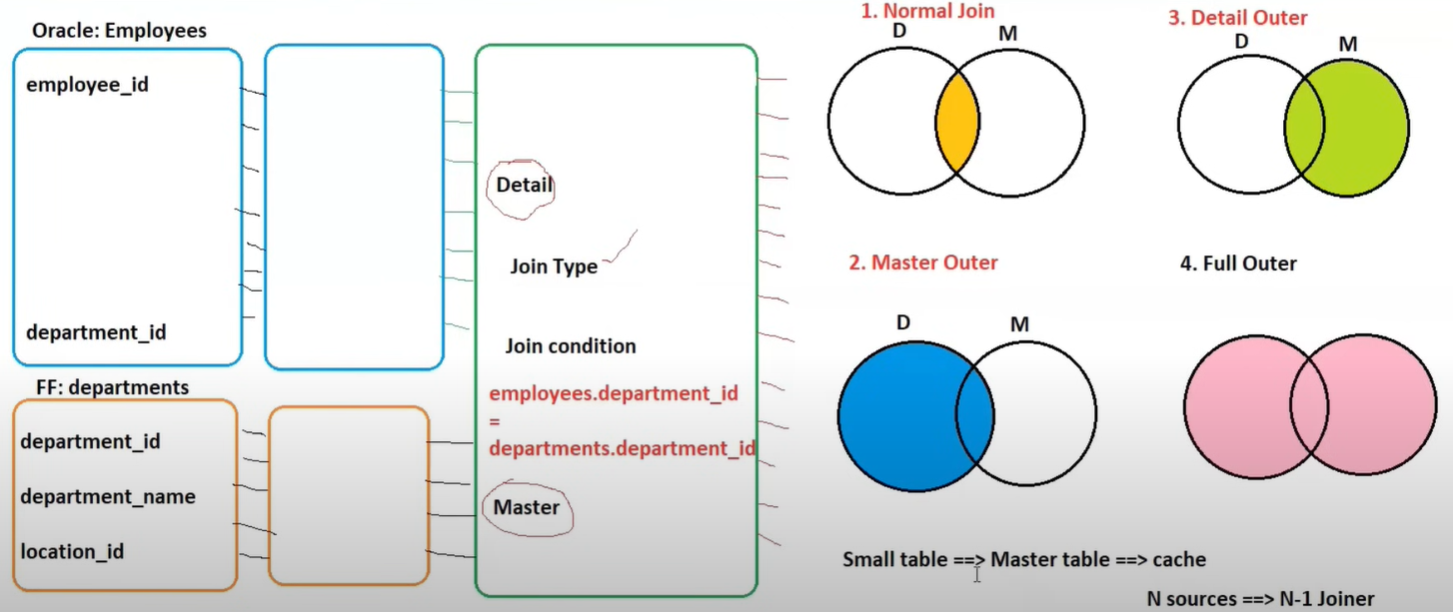 Oracle: Employees
employee_id
department_id
FF: departments
department_id
department_name
location_id
Detail
Join Type
Join condition
employees.department_id
=
departments.department_id
Master
1. Normal Join
D M
3. Detail Outer
D M
2. Master Outer
D M
4. Full Outer
Small table ==> Master table ==> cache
N sources ==> N-1 Joiner